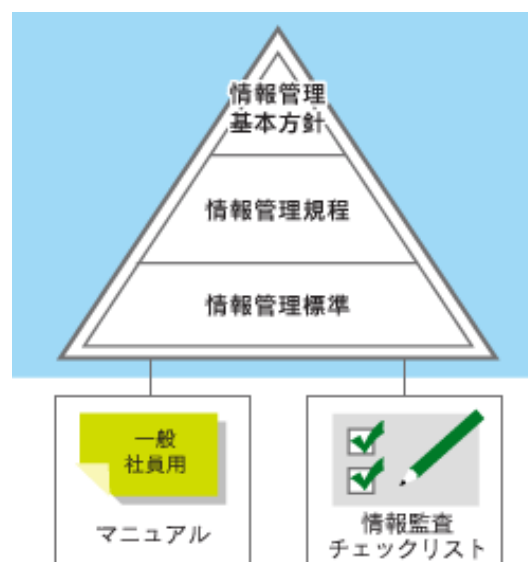 情報管理
基本方針
情報管理規程
情報管理標準
一般
社員用
マニュアル
情報監査
チェックリスト